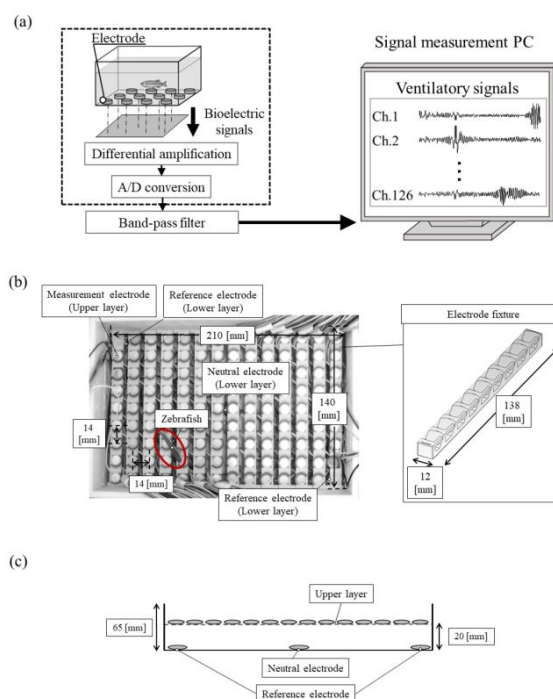 (a)
Electrode
Bioelectric
signals
Differential amplification
A/D conversion
Band-pass filter
Signal measurement PC
Ventilatory signals
Ch.1
Ch.2
Ch.126
(b)
Measurement electrode
(Upper layer)
Reference electrode
(Lower layer)
210 [mm]
Neutral electrode
(Lower layer)
140
[mm]
14
[mm]
Zebrafish
14 [mm]
Reference electrode
(Lower layer)
Electrode fixture
138
[mm]
12
[mm]
(c)
Upper layer
65 [mm]
20 [mm]
Neutral electrode
Reference electrode